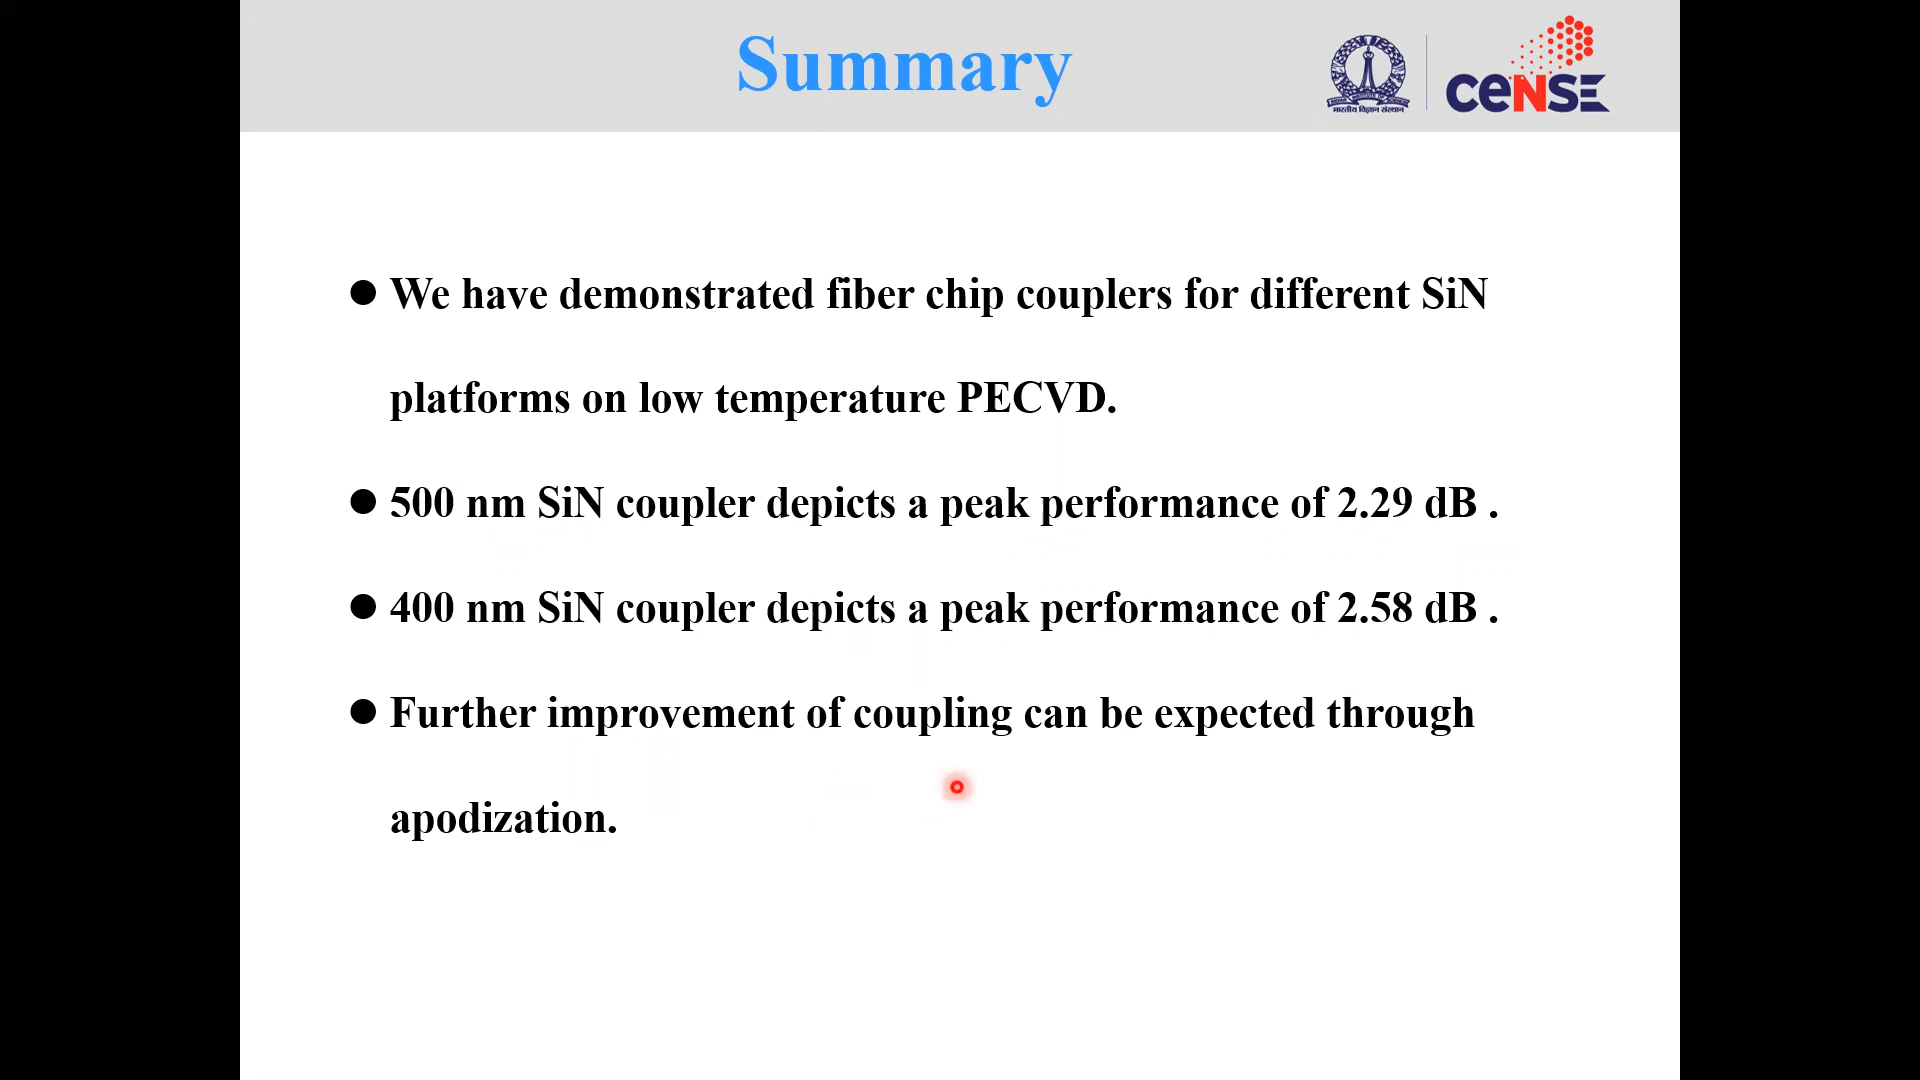 Summary
भारतीय विज्ञान संस्थान
ceNSE
● We have demonstrated fiber chip couplers for different SiN
platforms on low temperature PECVD.
● 500 nm SiN coupler depicts a peak performance of 2.29 dB .
● 400 nm SiN coupler depicts a peak performance of 2.58 dB .
● Further improvement of coupling can be expected through
apodization.